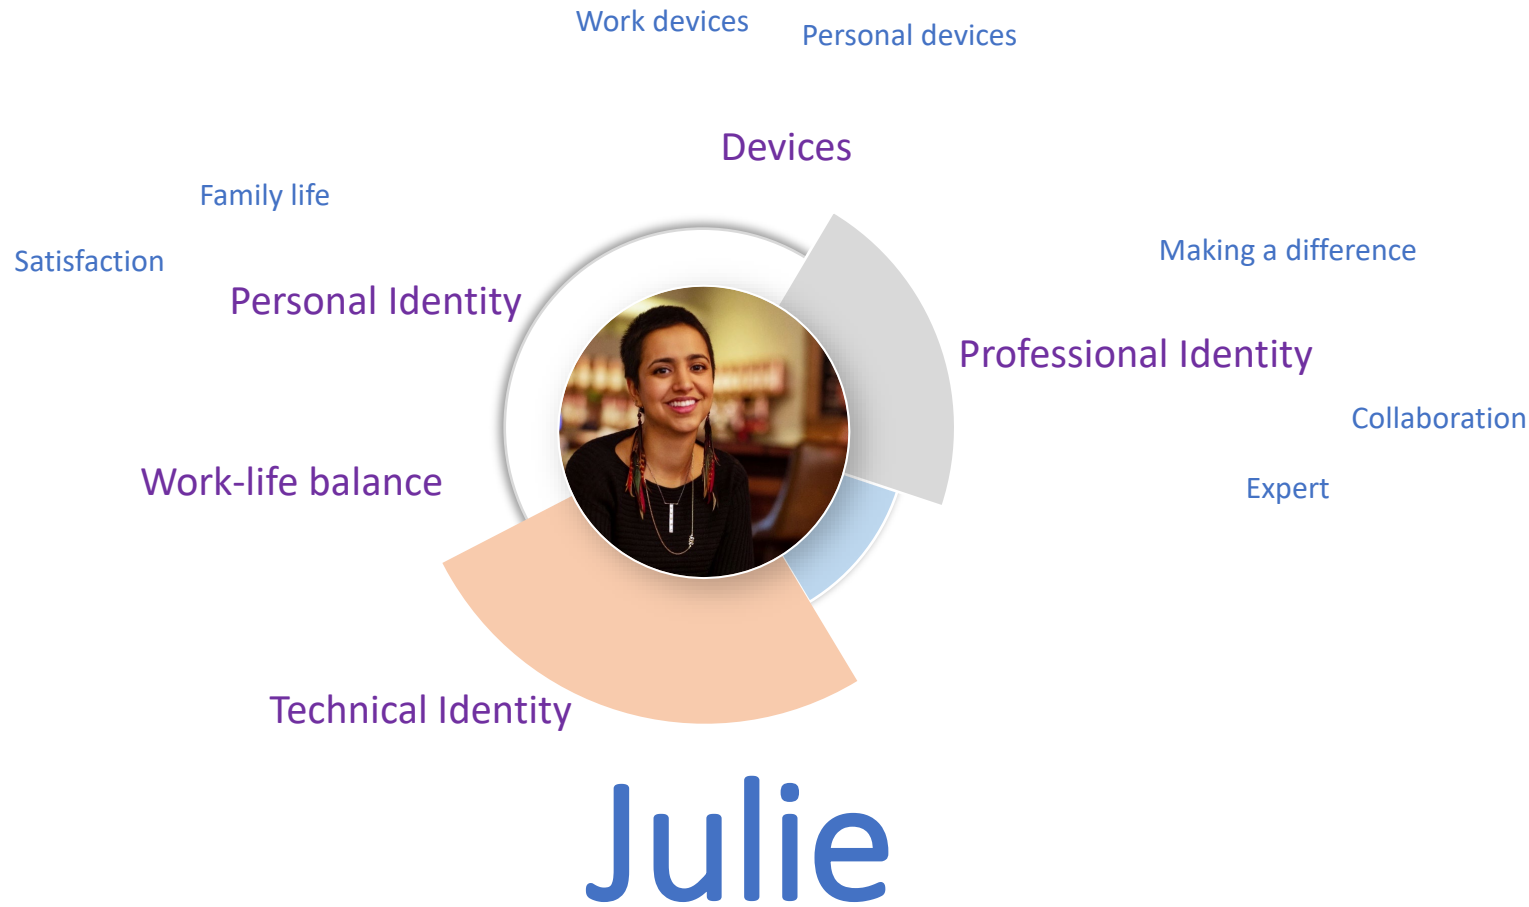 Work devices
Personal devices
Devices
Family life
Satisfaction
Personal Identity
Making a difference
Professional Identity
Collaboration
Work-life balance
Expert
Technical Identity
Julie